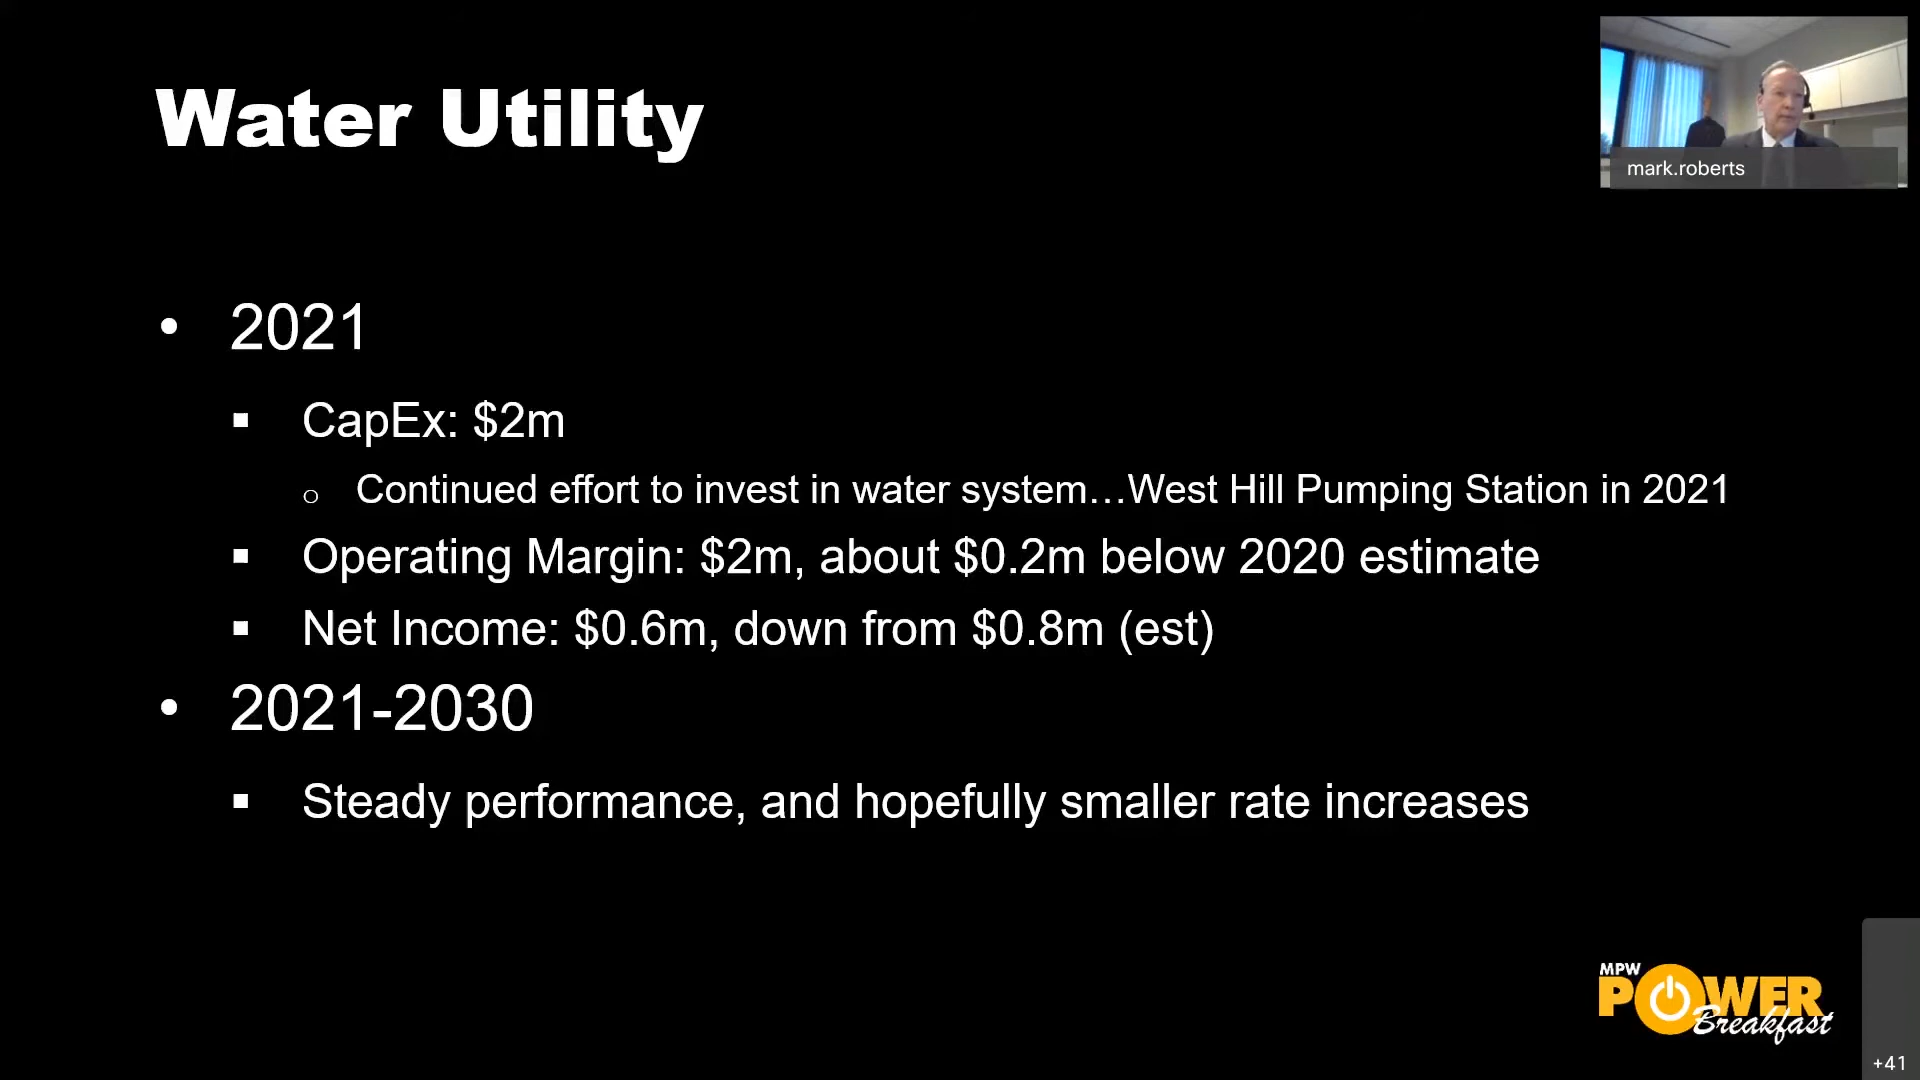 Water Utility
mark.roberts
• 2021
▪ CapEx: $2m
o Continued effort to invest in water system…West Hill Pumping Station in 2021
▪ Operating Margin: $2m, about $0.2m below 2020 estimate
▪ Net Income: $0.6m, down from $0.8m (est)
• 2021-2030
▪ Steady performance, and hopefully smaller rate increases
MPW
POWER
Breakfast
+41